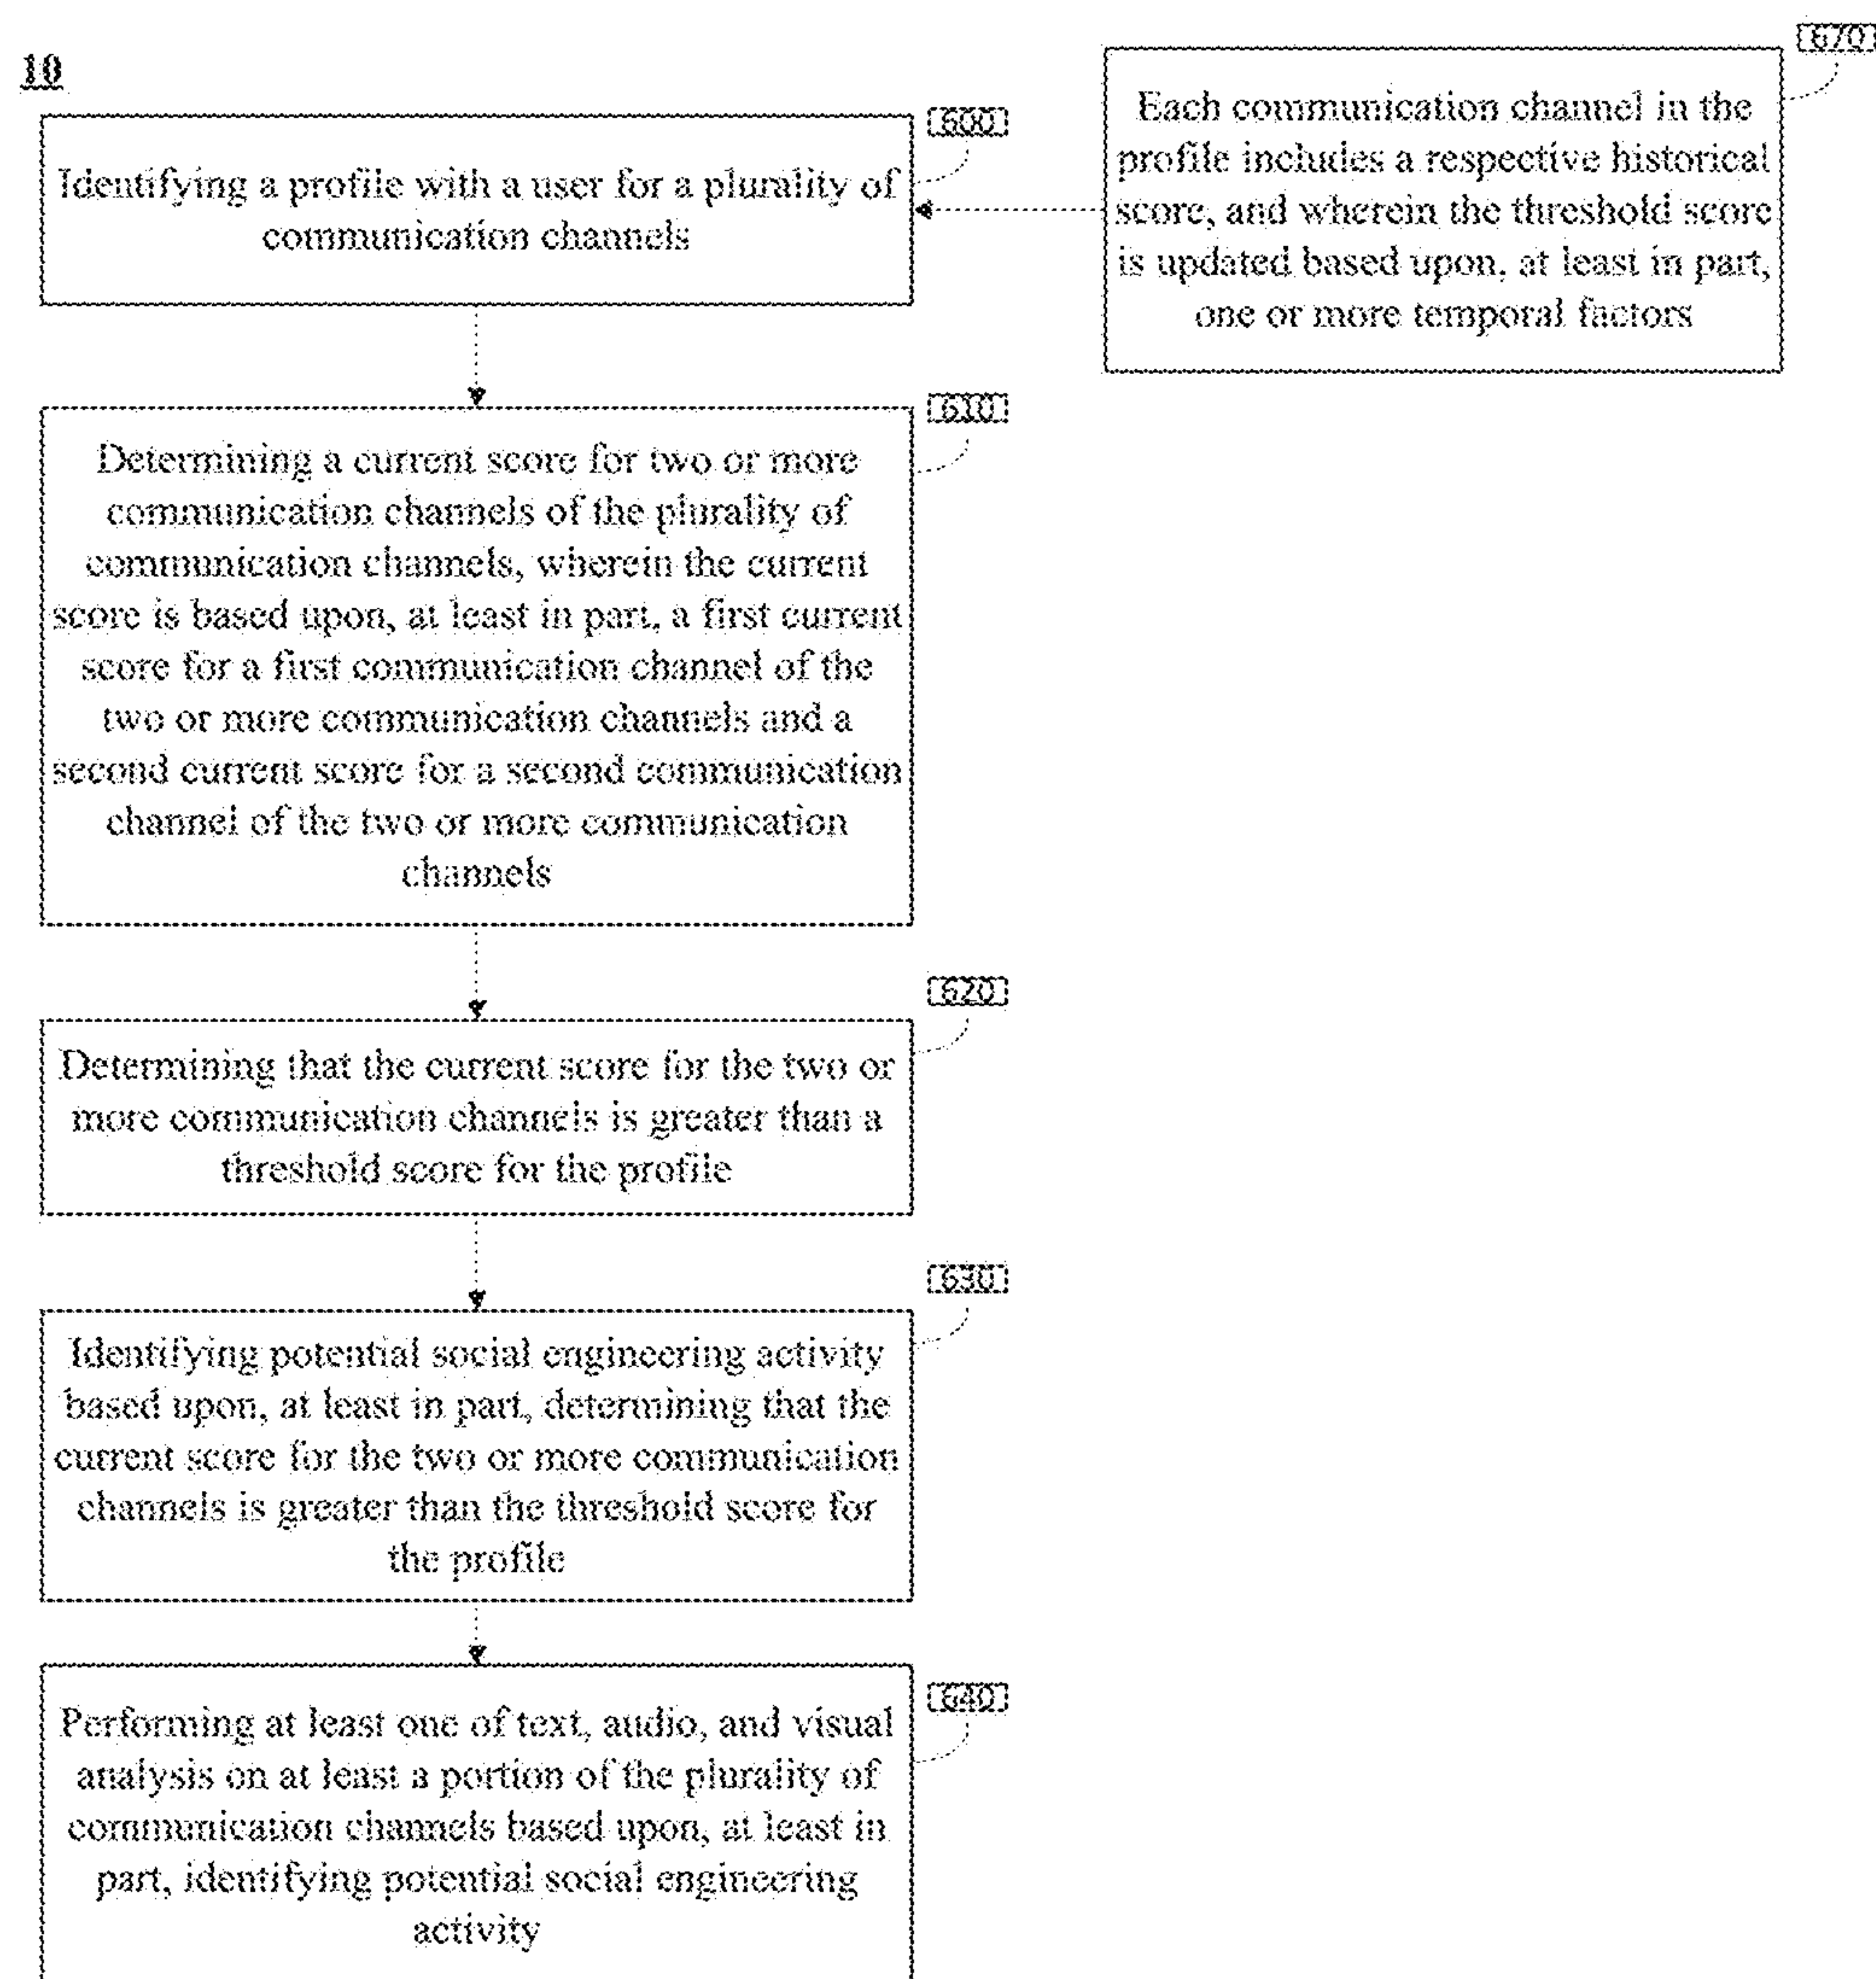 10
600
Identifying a profile with a user for a plurality of
communication channels
670
Each communication channel in the
profile includes a respective historical
score, and wherein the threshold score
is updated based upon, at least in part,
one or more temporal factors
610
Determining a current score for two or more
communication channels of the plurality of
communication channels, wherein the current
score is based upon, at least in part, a first current
score for a first communication channel of the
two or more communication channels and a
second current score for a second communication
channel of the two or more communication
channels
620
Determining that the current score for the two or
more communication channels is greater than a
threshold score for the profile
630
Identifying potential social engineering activity
based upon, at least in part, determining that the
current score for the two or more communication
channels is greater than the threshold score for
the profile
640
Performing at least one of text, audio, and visual
analysis on at least a portion of the plurality of
communication channels based upon, at least in
part, identifying potential social engineering
activity